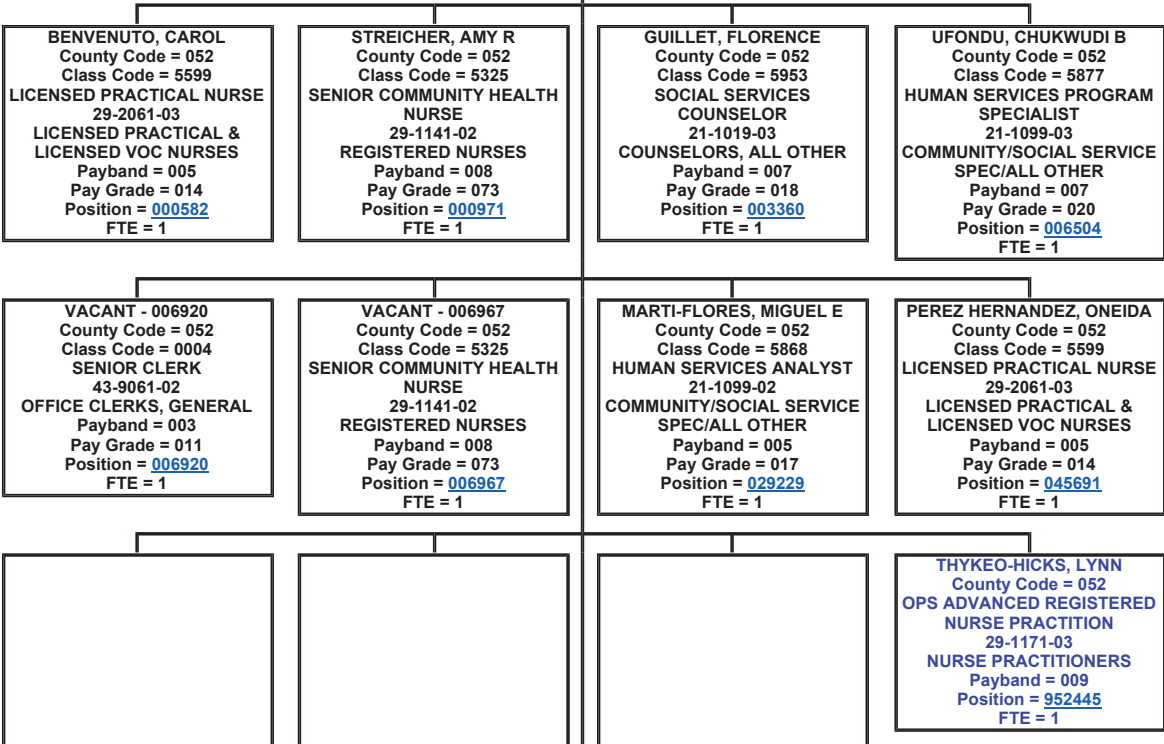 BENVENUTO, CAROL
County Code = 052
Class Code = 5599
LICENSED PRACTICAL NURSE
29-2061-03
LICENSED PRACTICAL &
LICENSED VOC NURSES
Payband = 005
Pay Grade = 014
Position = 000582
FTE = 1
STREICHER, AMY R
County Code = 052
Class Code = 5325
SENIOR COMMUNITY HEALTH
NURSE
29-1141-02
REGISTERED NURSES
Payband = 008
Pay Grade = 073
Position = 000971
FTE = 1
GUILLET, FLORENCE
County Code = 052
Class Code = 5953
SOCIAL SERVICES
COUNSELOR
21-1019-03
COUNSELORS, ALL OTHER
Payband = 007
Pay Grade = 018
Position = 003360
FTE = 1
UFONDU, CHUKWUDI B
County Code = 052
Class Code = 5877
HUMAN SERVICES PROGRAM
SPECIALIST
21-1099-03
COMMUNITY/SOCIAL SERVICE
SPEC/ALL OTHER
Payband = 007
Pay Grade = 020
Position = 006504
FTE = 1
VACANT - 006920
County Code = 052
Class Code = 0004
SENIOR CLERK
43-9061-02
OFFICE CLERKS, GENERAL
Payband = 003
Pay Grade = 011
Position = 006920
FTE = 1
VACANT - 006967
County Code = 052
Class Code = 5325
SENIOR COMMUNITY HEALTH
NURSE
29-1141-02
REGISTERED NURSES
Payband = 008
Pay Grade = 073
Position = 006967
FTE = 1
MARTI-FLORES, MIGUEL E
County Code = 052
Class Code = 5868
HUMAN SERVICES ANALYST
21-1099-02
COMMUNITY/SOCIAL SERVICE
SPEC/ALL OTHER
Payband = 005
Pay Grade = 017
Position = 029229
FTE = 1
PEREZ HERNANDEZ, ONEIDA
County Code = 052
Class Code = 5599
LICENSED PRACTICAL NURSE
29-2061-03
LICENSED PRACTICAL &
LICENSED VOC NURSES
Payband = 005
Pay Grade = 014
Position = 045691
FTE = 1
THYKEO-HICKS, LYNN
County Code = 052
OPS ADVANCED REGISTERED
NURSE PRACTITION
29-1171-03
NURSE PRACTITIONERS
Payband = 009
Position = 952445
FTE = 1